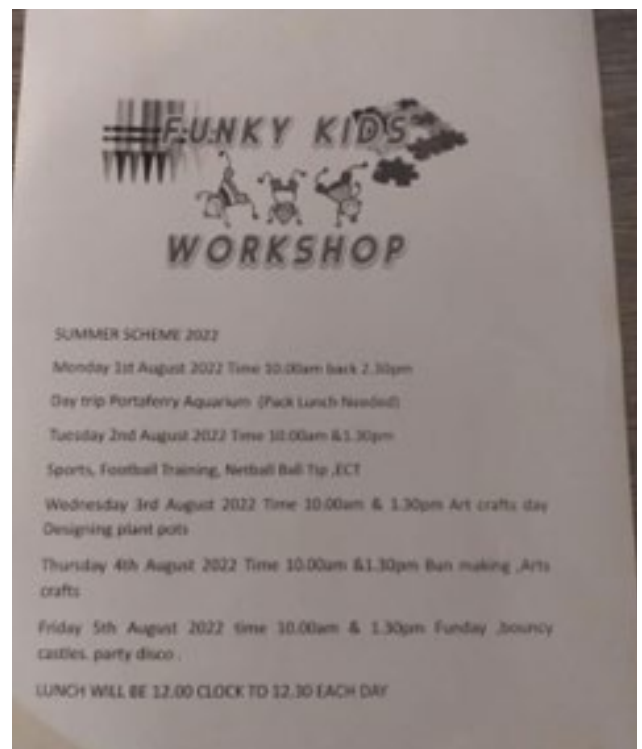 FUNKY KIDS
WORKSHOP
SUMMER SCHEME 2022
Monday 1st August 2022 Time 10.00am back 2.30pm
Day trip Portaferry Aquarium (Pack Lunch Needed)
Tuesday 2nd August 2022 Time 10.00am &1.30pm
Sports, Football Training, Netball Ball Tip ,ECT
Wednesday 3rd August 2022 Time 10.00am & 1.30pm Art crafts day
Designing plant pots
Thursday 4th August 2022 Time 10.00am &1.30pm Bun making ,Arts
crafts
Friday 5th August 2022 time 10.00am & 1.30pm Funday ,bouncy
castles. party disco .
LUNCH WILL BE 12.00 CLOCK TO 12.30 EACH DAY